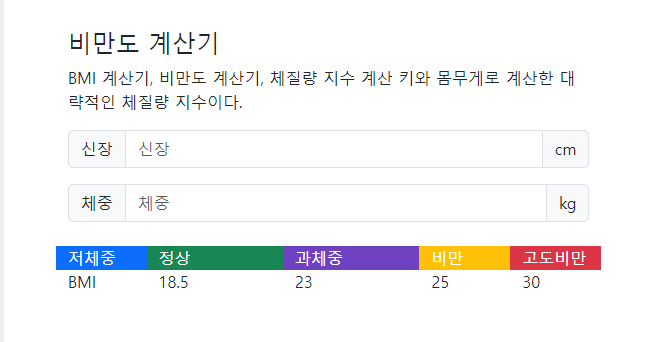 비만도 계산기
BMI 계산기, 비만도 계산기, 체질량 지수 계산 키와 몸무게로 계산한 대
략적인 체질량 지수이다.
신장 신장 cm
체중 체중 kg
저체중 정상 과체중 비만 고도비만
BMI 18.5 23 25 30